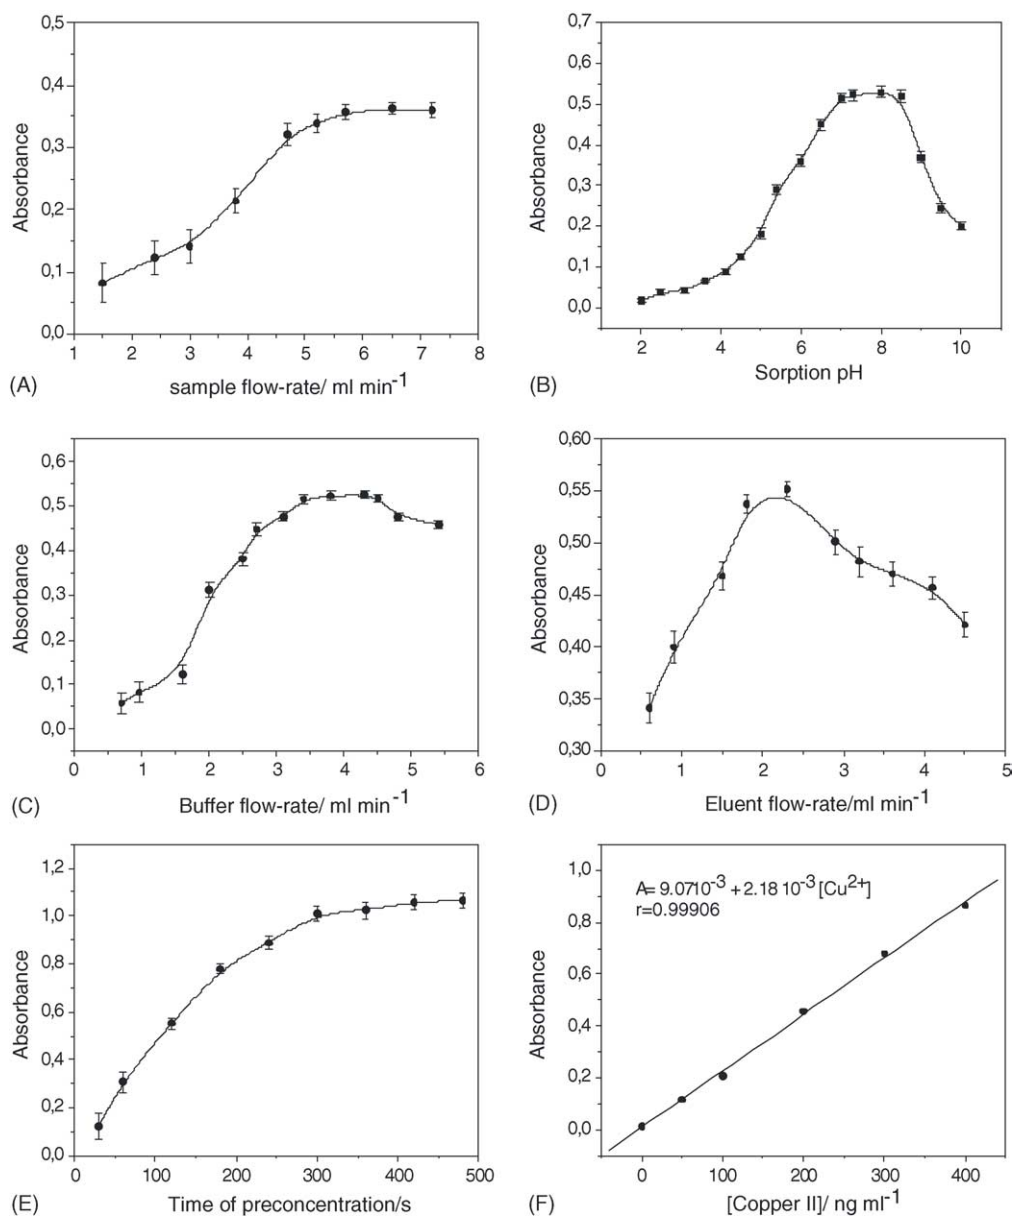 0,5
0,4
0,3
0,2
0,1
0,0
Absorbance
1 2 3 4 5 6 7 8
(A) sample flow-rate/ ml min⁻¹
0,7
0,6
0,5
0,4
0,3
0,2
0,1
0,0
Absorbance
2 4 6 8 10
(B) Sorption pH
0,6
0,5
0,4
0,3
0,2
0,1
0,0
Absorbance
0 1 2 3 4 5 6
(C) Buffer flow-rate/ ml min⁻¹
0,60
0,55
0,50
0,45
0,40
0,35
0,30
Absorbance
0 1 2 3 4 5
(D) Eluent flow-rate/ml min⁻¹
1,2
1,0
0,8
0,6
0,4
0,2
0,0
Absorbance
0 100 200 300 400 500
(E) Time of preconcentration/s
A= 9.0710⁻³ + 2.18 10⁻³ [Cu²⁺]
r=0.99906
1,0
0,8
0,6
0,4
0,2
0,0
Absorbance
0 100 200 300 400
(F) [Copper II]/ ng ml⁻¹